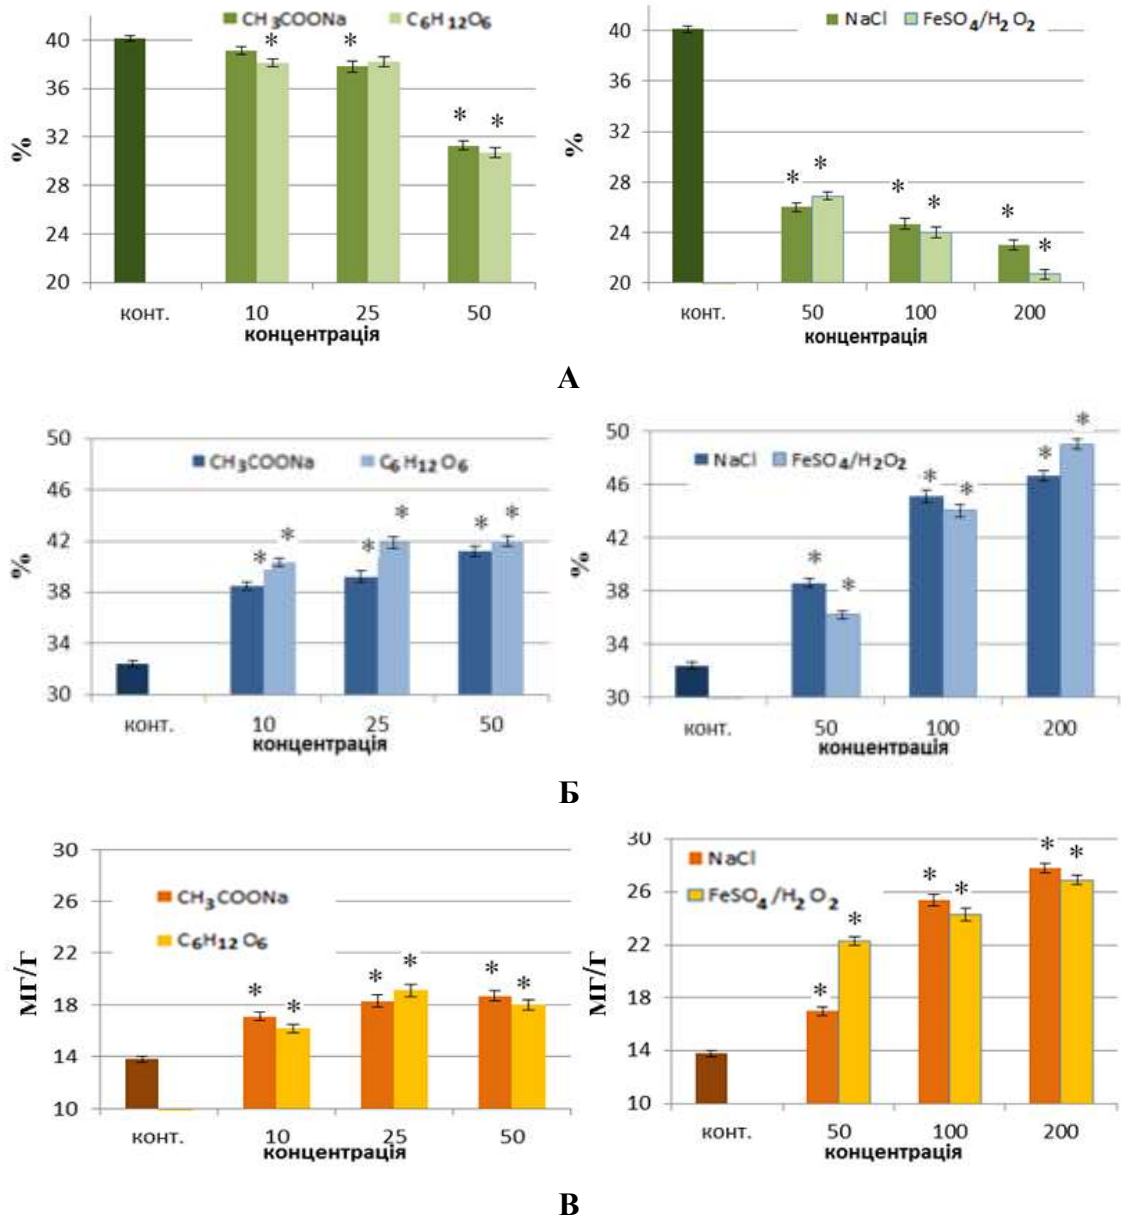 CH₃COONa C₆H₁₂O₆
40
36
32
28
24
20
%
* * * *
конт. 10 25 50
концентрація
NaCl FeSO₄/H₂O₂
40
36
32
28
24
20
%
* * * * * *
конт. 50 100 200
концентрація
А
50
46
42
38
34
30
%
CH₃COONa C₆H₁₂O₆
* * * * * *
конт. 10 25 50
концентрація
50
46
42
38
34
30
%
NaCl FeSO₄/H₂O₂
* * * * * *
конт. 50 100 200
концентрація
Б
30
26
22
18
14
10
МГ/Г
CH₃COONa
C₆H₁₂O₆
* * * * * *
конт. 10 25 50
концентрація
30
26
22
18
14
10
МГ/Г
NaCl
FeSO₄/H₂O₂
* * * * * *
конт. 50 100 200
концентрація
В